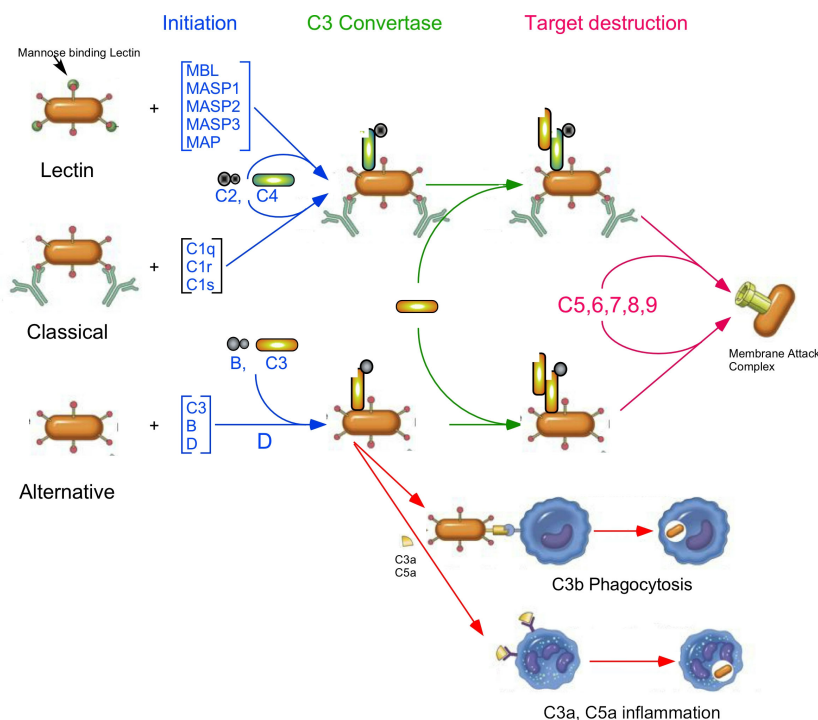 Initiation
C3 Convertase
Target destruction
Mannose binding Lectin
+
MBL
MASP1
MASP2
MASP3
MAP
Lectin
C2, C4
+
C1q
C1r
C1s
Classical
C5,6,7,8,9
Membrane Attack
Complex
B, C3
+
C3
B
D
D
Alternative
C3a
C5a
C3b Phagocytosis
C3a, C5a inflammation